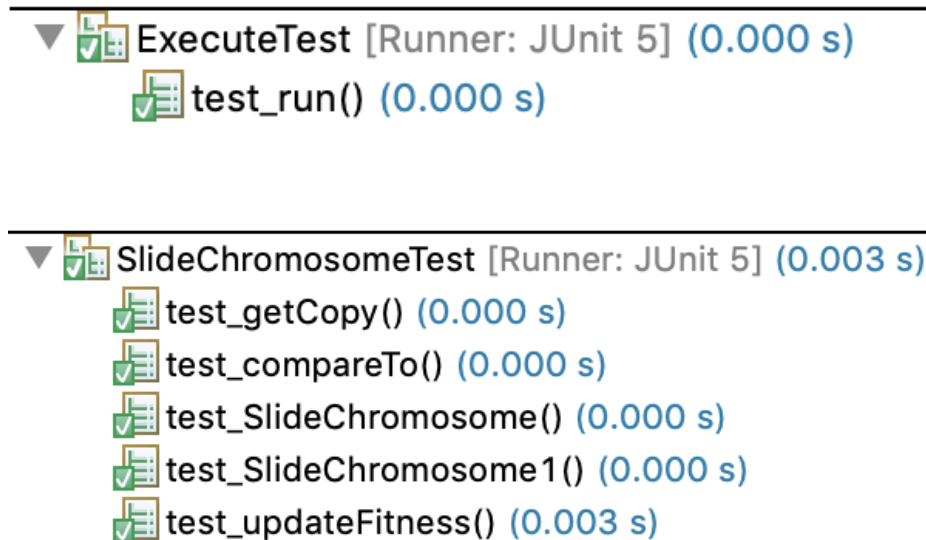 ExecuteTest [Runner: JUnit 5] (0.000 s)
test_run() (0.000 s)
SlideChromosomeTest [Runner: JUnit 5] (0.003 s)
test_getCopy() (0.000 s)
test_compareTo() (0.000 s)
test_SlideChromosome() (0.000 s)
test_SlideChromosome1() (0.000 s)
test_updateFitness() (0.003 s)